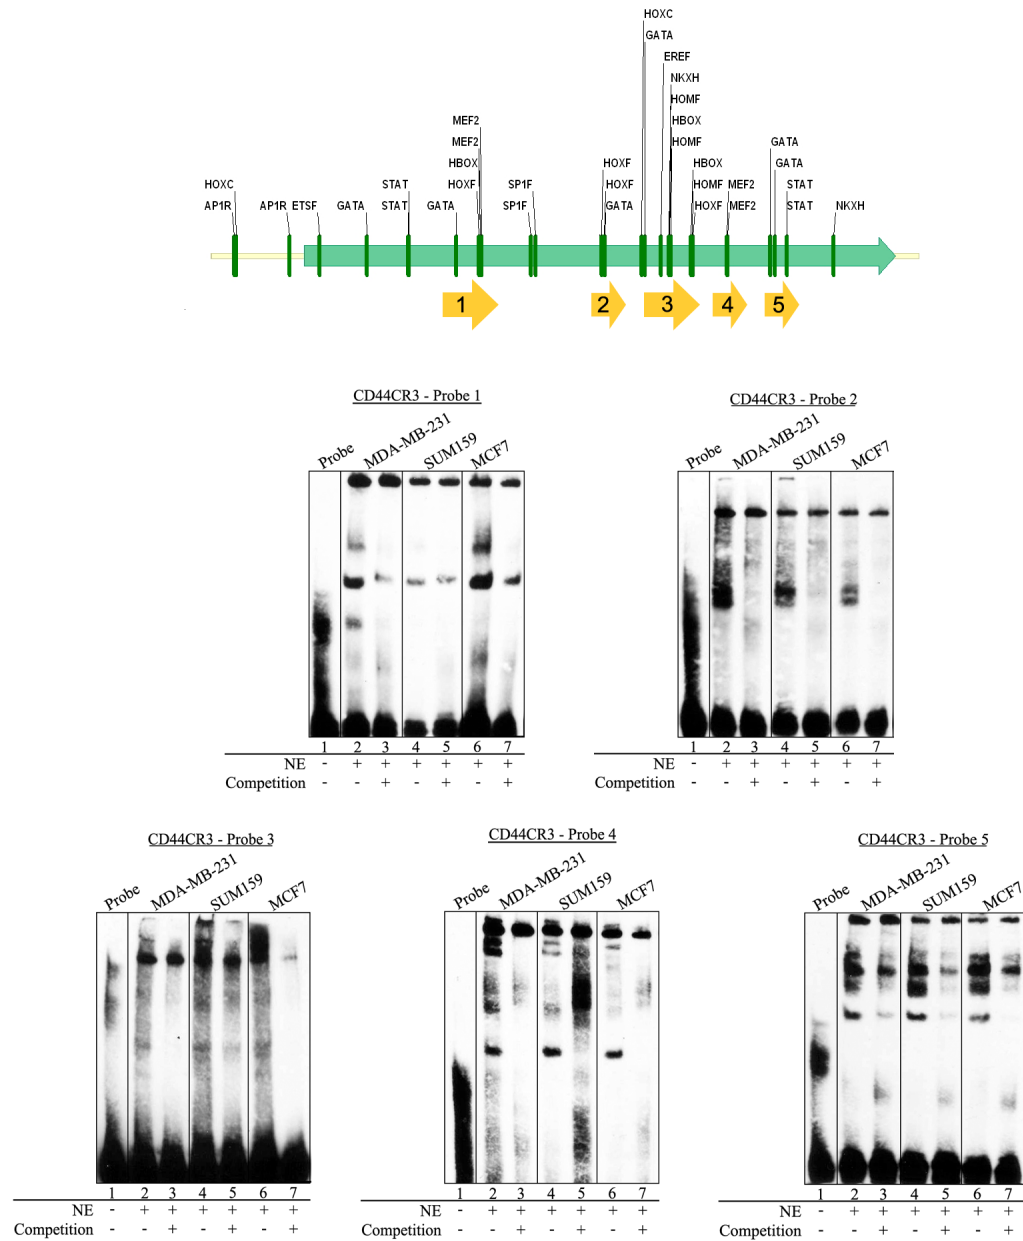 HOXC
GATA
EREF
NKXH
HOMF
MEF2 HBOX
MEF2 HOMF GATA
HBOX HOXF HBOX GATA
HOXC STAT HOXF SP1F HOXF HOMF MEF2 STAT
AP1R AP1R ETSF GATA STAT GATA SP1F GATA HOXF MEF2 STAT NKXH
1 2 3 4 5
CD44CR3 - Probe 1
Probe MDA-MB-231 SUM159 MCF7
1 2 3 4 5 6 7
NE - + + + + + +
Competition - - + - + - +
CD44CR3 - Probe 2
Probe MDA-MB-231 SUM159 MCF7
1 2 3 4 5 6 7
NE - + + + + + +
Competition - - + - + - +
CD44CR3 - Probe 3
Probe MDA-MB-231 SUM159 MCF7
1 2 3 4 5 6 7
NE - + + + + + +
Competition - - + - + - +
CD44CR3 - Probe 4
Probe MDA-MB-231 SUM159 MCF7
1 2 3 4 5 6 7
NE - + + + + + +
Competition - - + - + - +
CD44CR3 - Probe 5
Probe MDA-MB-231 SUM159 MCF7
1 2 3 4 5 6 7
NE - + + + + + +
Competition - - + - + - +